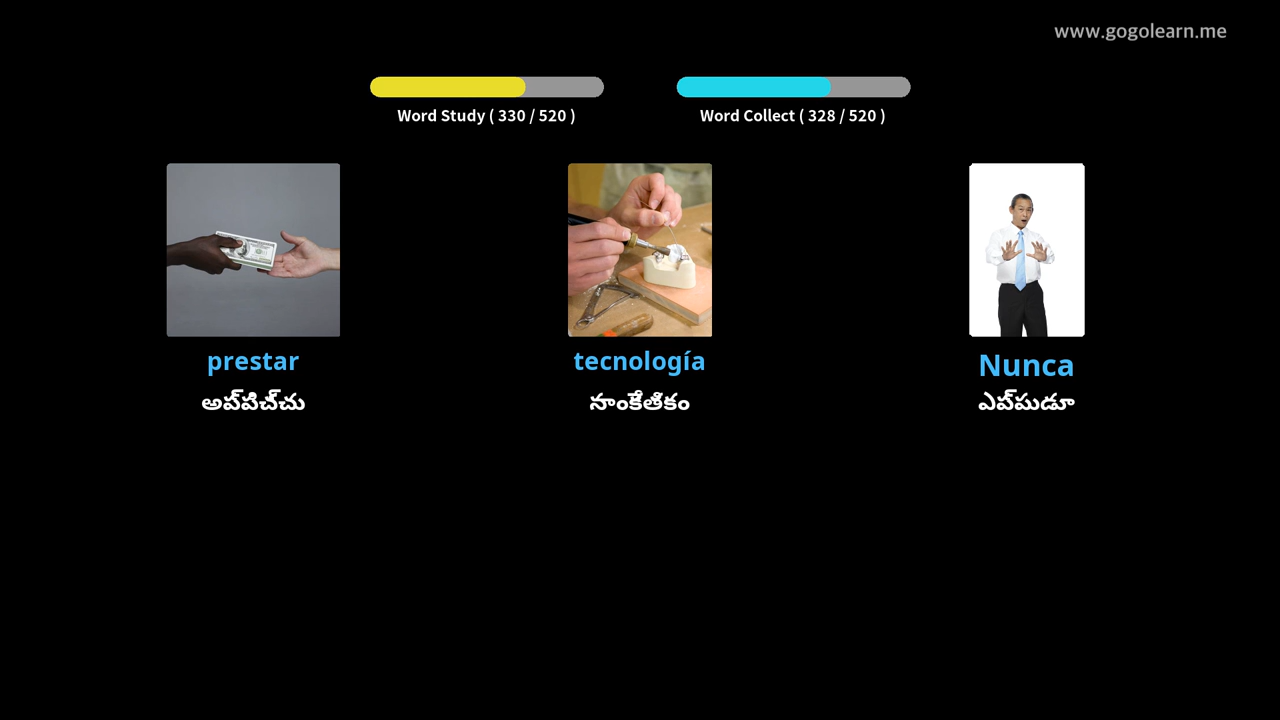 www.gogolearn.me
Word Study ( 330 / 520 )
Word Collect ( 328 / 520 )
prestar
tecnología
Nunca
అప్పిచ్చు
సాంకేతికం
ఎప్పుడూ